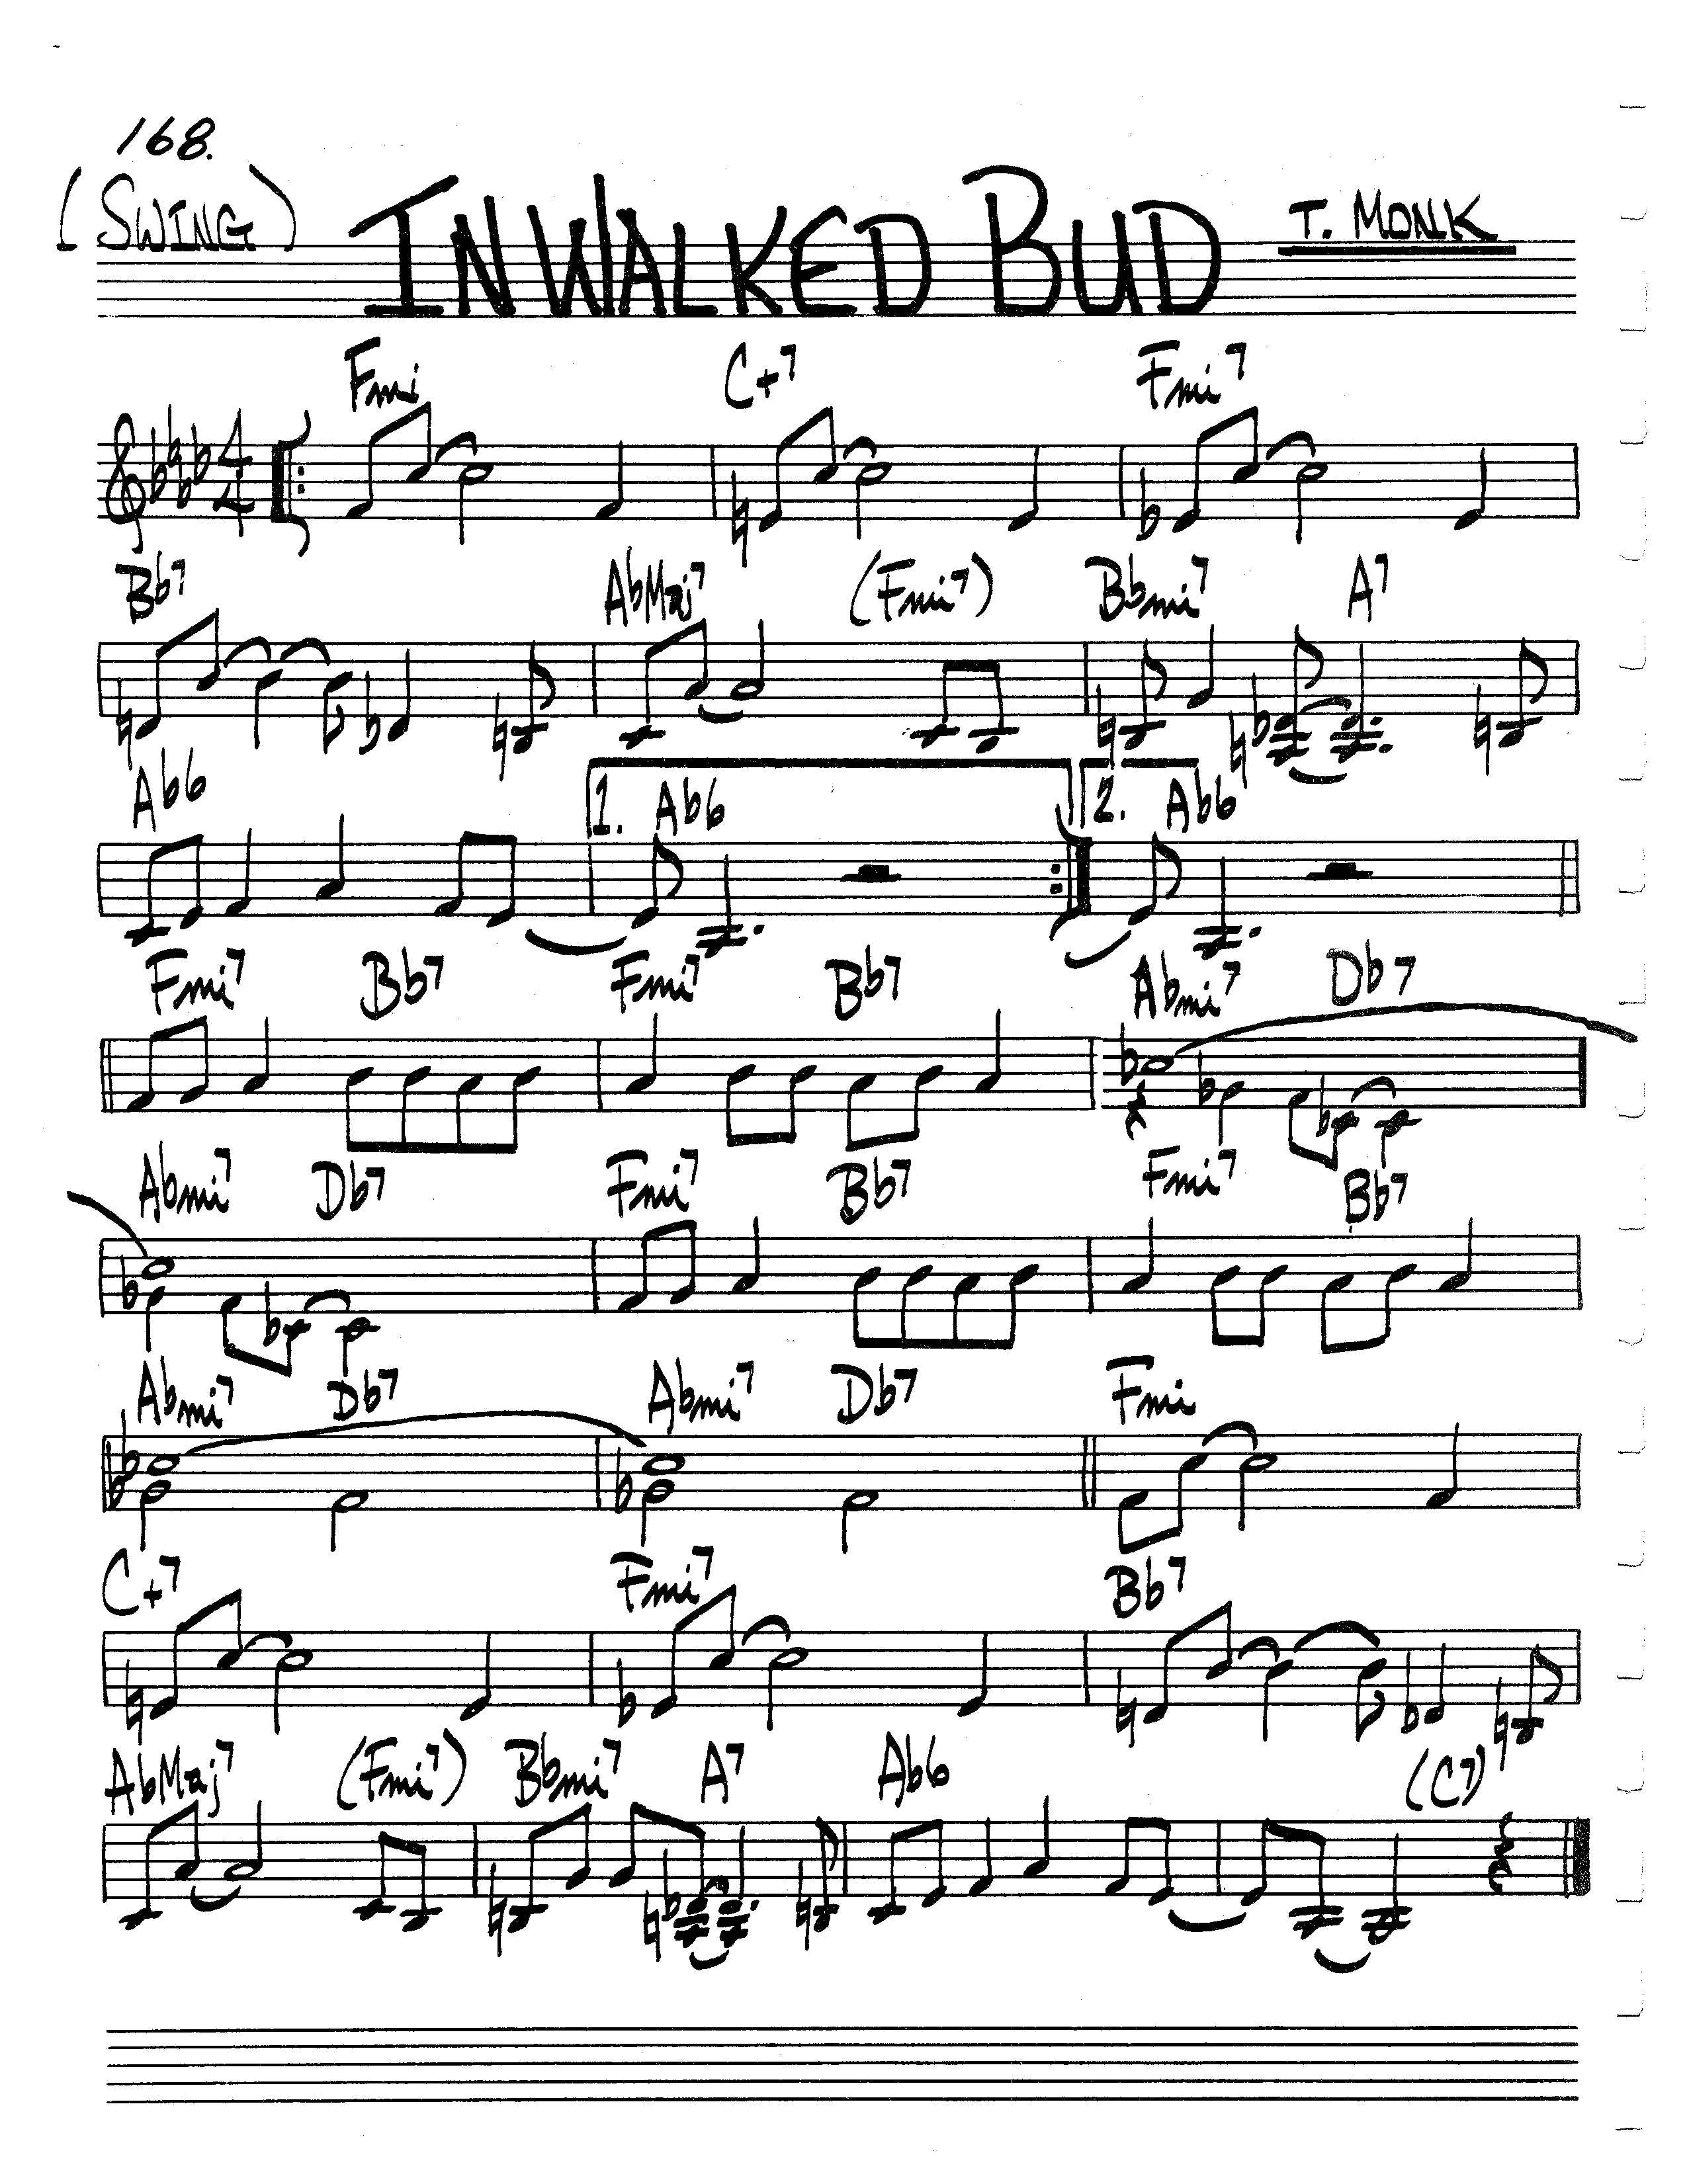 168.
(SWING) IN WALKED BUD T. MONK
Fmi C+7 Fmi7
4
4
Bb7 AbMaj7 (Fmi7) Bbmi7 A7
Ab6 1. Ab6 2. Ab6
Fmi7 Bb7 Fmi7 Bb7 Abmi7 Db7
Abmi7 Db7 Fmi7 Bb7 Fmi7 Bb7
Abmi7 Db7 Abmi7 Db7 Fmi
C+7 Fmi7 Bb7
AbMaj7 (Fmi7) Bbmi7 A7 Ab6 (C7)